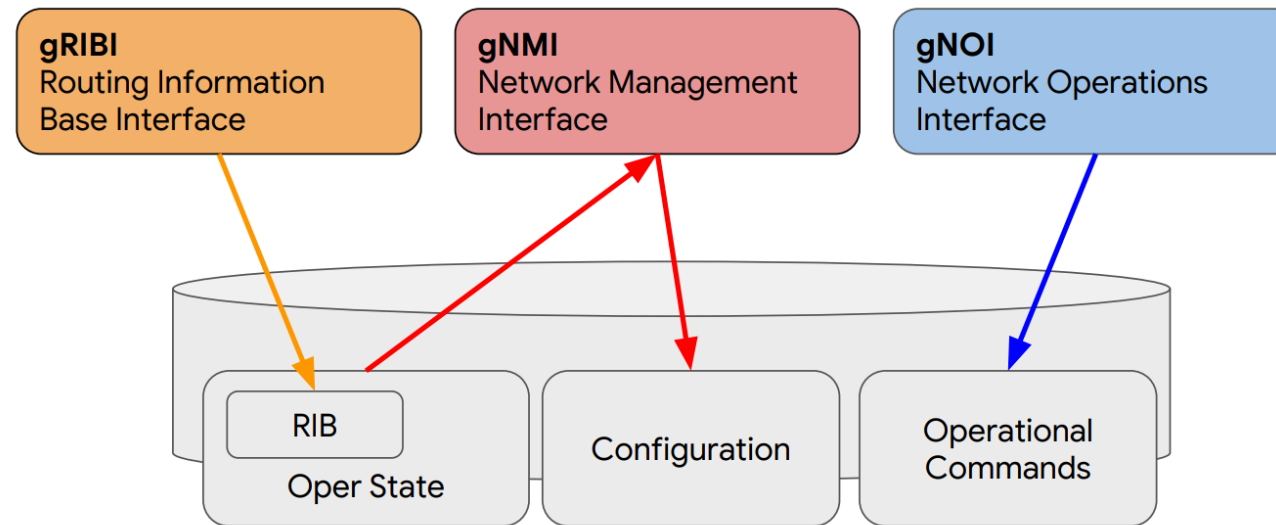 gRIBI
Routing Information
Base Interface
gNMI
Network Management
Interface
gNOI
Network Operations
Interface
RIB
Oper State
Configuration
Operational
Commands